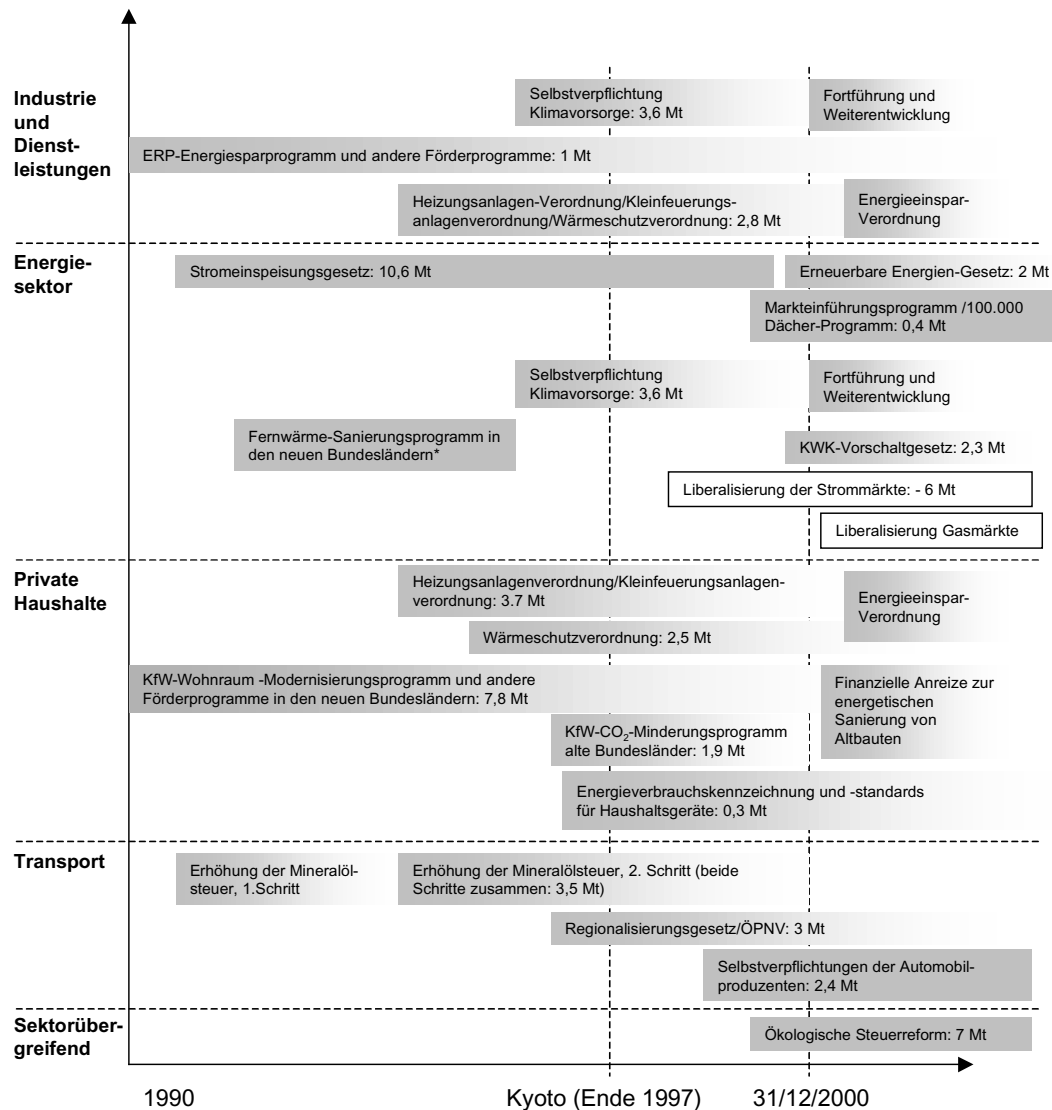 Industrie
und
Dienst-
leistungen
Selbstverpflichtung
Klimavorsorge: 3,6 Mt
Fortführung und
Weiterentwicklung
ERP-Energiesparprogramm und andere Förderprogramme: 1 Mt
Heizungsanlagen-Verordnung/Kleinfeuerungs-
anlagenverordnung/Wärmeschutzverordnung: 2,8 Mt
Energieeinspar-
Verordnung
Energie-
sektor
Stromeinspeisungsgesetz: 10,6 Mt
Erneuerbare Energien-Gesetz: 2 Mt
Markteinführungsprogramm /100.000
Dächer-Programm: 0,4 Mt
Selbstverpflichtung
Klimavorsorge: 3,6 Mt
Fortführung und
Weiterentwicklung
Fernwärme-Sanierungsprogramm in
den neuen Bundesländern*
KWK-Vorschaltgesetz: 2,3 Mt
Liberalisierung der Strommärkte: - 6 Mt
Liberalisierung Gasmärkte
Private
Haushalte
Heizungsanlagenverordnung/Kleinfeuerungsanlagen-
verordnung: 3.7 Mt
Energieeinspar-
Verordnung
Wärmeschutzverordnung: 2,5 Mt
KfW-Wohnraum -Modernisierungsprogramm und andere
Förderprogramme in den neuen Bundesländern: 7,8 Mt
Finanzielle Anreize zur
energetischen
Sanierung von
Altbauten
KfW-CO₂-Minderungsprogramm
alte Bundesländer: 1,9 Mt
Energieverbrauchskennzeichnung und -standards
für Haushaltsgeräte: 0,3 Mt
Transport
Erhöhung der Mineralöl-
steuer, 1.Schritt
Erhöhung der Mineralölsteuer, 2. Schritt (beide
Schritte zusammen: 3,5 Mt)
Regionalisierungsgesetz/ÖPNV: 3 Mt
Selbstverpflichtungen der Automobil-
produzenten: 2,4 Mt
Sektorüber-
greifend
Ökologische Steuerreform: 7 Mt
1990
Kyoto (Ende 1997)
31/12/2000